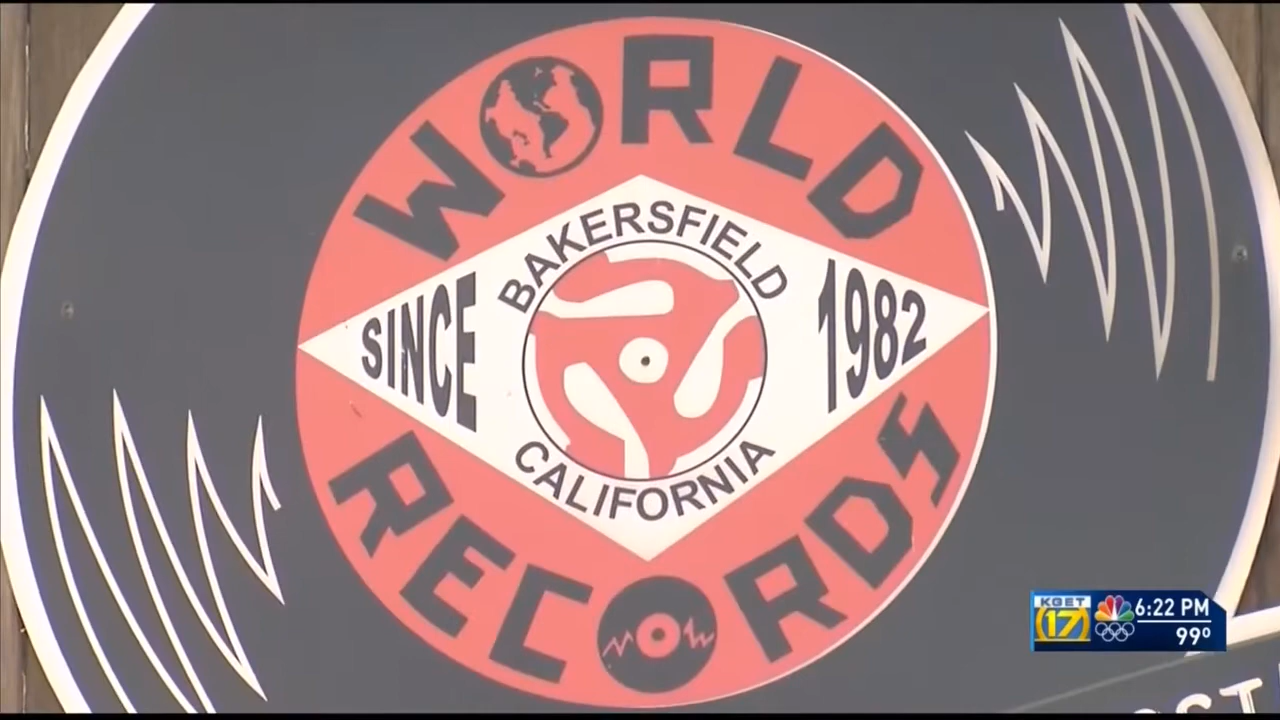 WORLD
BAKERSFIELD
SINCE 1982
CALIFORNIA
RECORDS
KGET
17
6:22 PM
99°